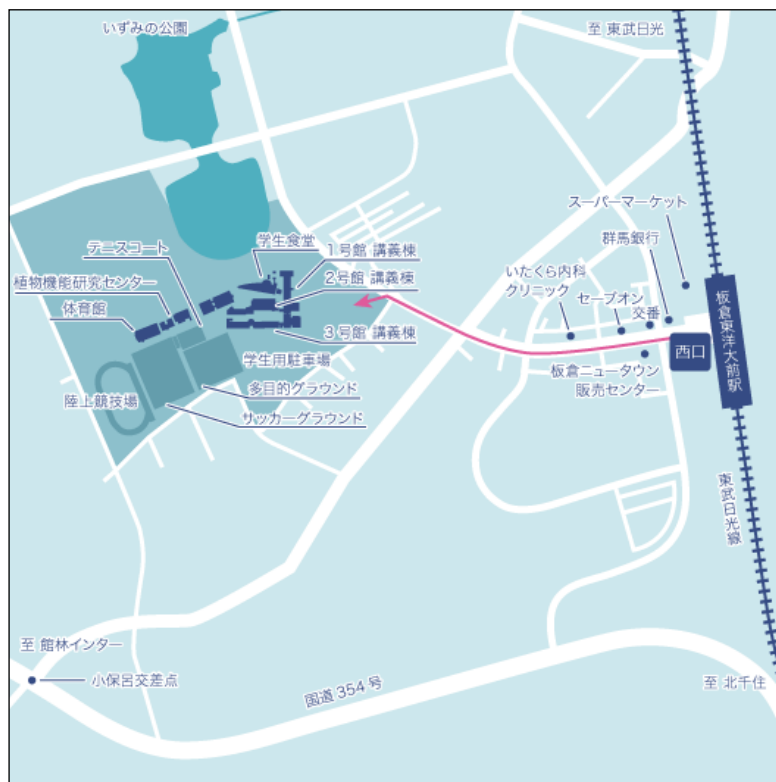 いずみの公園
至 東武日光
スーパーマーケット
群馬銀行
いたくら内科
クリニック
セーブオン
交番
板倉東洋大前駅
西口
板倉ニュータウン
販売センター
テニスコート
学生食堂
1号館 講義棟
植物機能研究センター
2号館 講義棟
体育館
3号館 講義棟
学生用駐車場
多目的グラウンド
陸上競技場
サッカーグラウンド
東武日光線
至 館林インター
小保呂交差点
国道 354 号
至 北千住